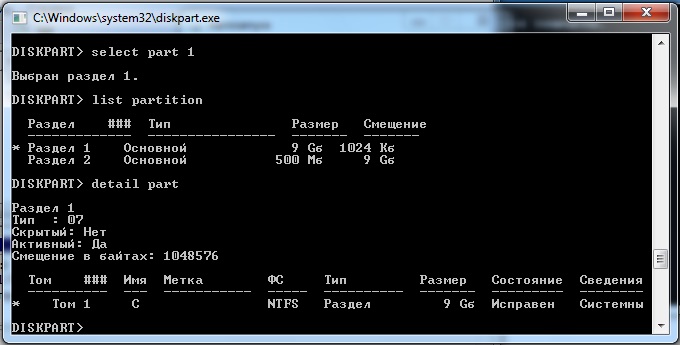 C:\Windows\system32\diskpart.exe
DISKPART> select part 1
Выбран раздел 1.
DISKPART> list partition
Раздел ### Тип Размер Смещение
------------- ---------------- ------- --------
* Раздел 1 Основной 9 Gб 1024 Kб
Раздел 2 Основной 500 Mб 9 Gб
DISKPART> detail part
Раздел 1
Тип : 07
Скрытый: Нет
Активный: Да
Смещение в байтах: 1048576
Том ### Имя Метка ФС Тип Размер Состояние Сведения
---------- --- ----------- ----- ---------- ------- --------- --------
* Том 1 C NTFS Раздел 9 Gб Исправен Системны
DISKPART>